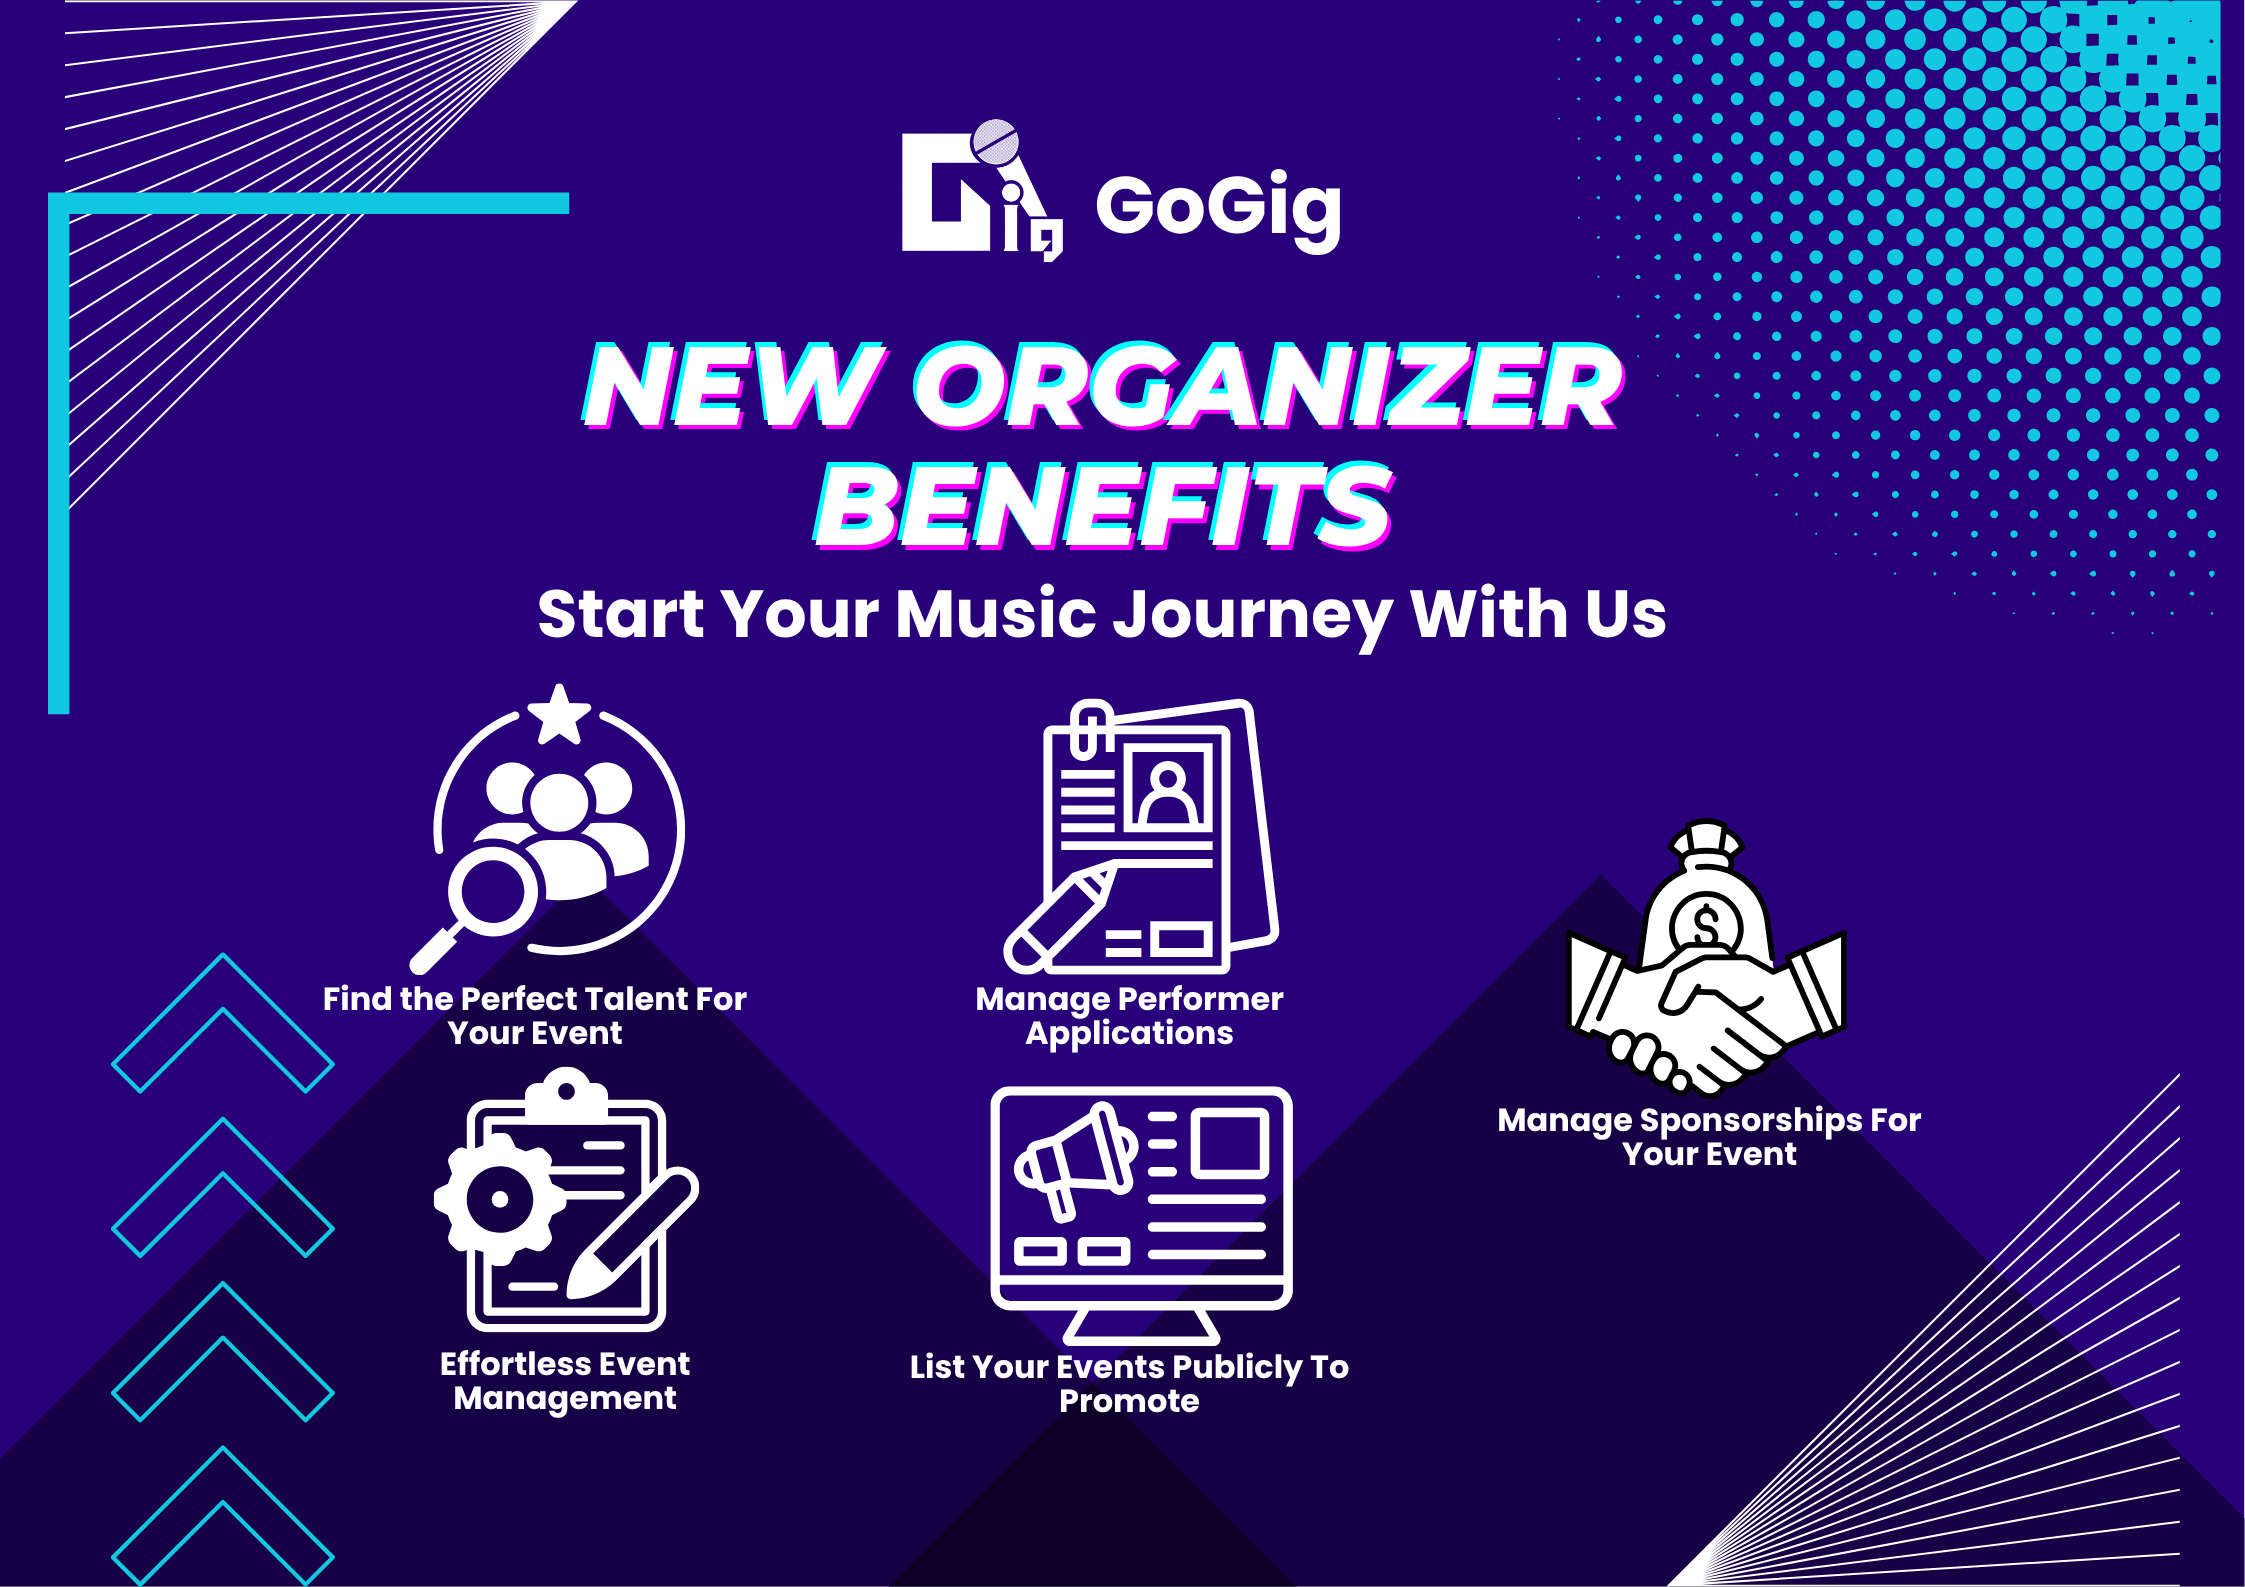 GiG
GoGig
NEW ORGANIZER
BENEFITS
Start Your Music Journey With Us
Find the Perfect Talent For
Your Event
Manage Performer
Applications
$
Manage Sponsorships For
Your Event
Effortless Event
Management
List Your Events Publicly To
Promote